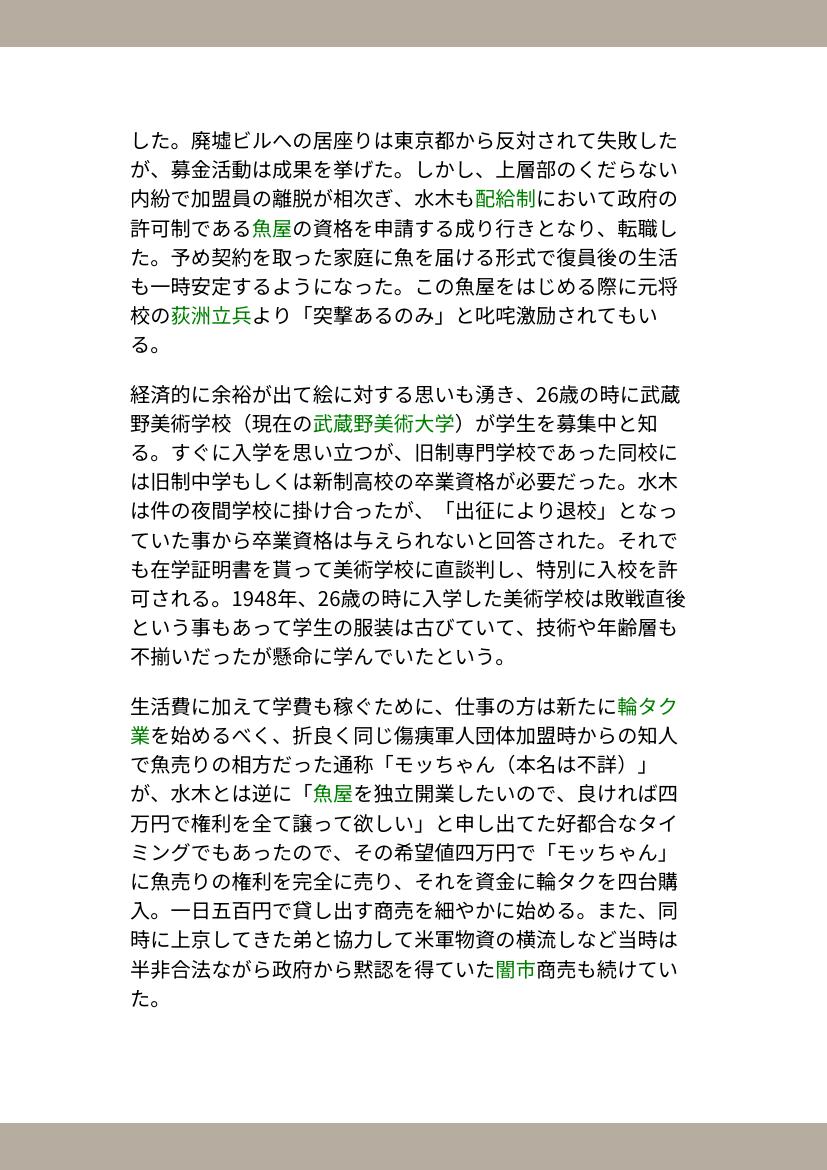 した。廃墟ビルへの居座りは東京都から反対されて失敗した
が、募金活動は成果を挙げた。しかし、上層部のくだらない
内紛で加盟員の離脱が相次ぎ、水木も配給制において政府の
許可制である魚屋の資格を申請する成り行きとなり、転職し
た。予め契約を取った家庭に魚を届ける形式で復員後の生活
も一時安定するようになった。この魚屋をはじめる際に元将
校の荻洲立兵より「突撃あるのみ」と叱咤激励されてもい
る。
経済的に余裕が出て絵に対する思いも湧き、26歳の時に武蔵
野美術学校（現在の武蔵野美術大学）が学生を募集中と知
る。すぐに入学を思い立つが、旧制専門学校であった同校に
は旧制中学もしくは新制高校の卒業資格が必要だった。水木
は件の夜間学校に掛け合ったが、「出征により退校」となっ
ていた事から卒業資格は与えられないと回答された。それで
も在学証明書を貰って美術学校に直談判し、特別に入校を許
可される。1948年、26歳の時に入学した美術学校は敗戦直後
という事もあって学生の服装は古びていて、技術や年齢層も
不揃いだったが懸命に学んでいたという。
生活費に加えて学費も稼ぐために、仕事の方は新たに輪タク
業を始めるべく、折良く同じ傷痍軍人団体加盟時からの知人
で魚売りの相方だった通称「モッちゃん（本名は不詳）」
が、水木とは逆に「魚屋を独立開業したいので、良ければ四
万円で権利を全て譲って欲しい」と申し出てた好都合なタイ
ミングでもあったので、その希望値四万円で「モッちゃん」
に魚売りの権利を完全に売り、それを資金に輪タクを四台購
入。一日五百円で貸し出す商売を細やかに始める。また、同
時に上京してきた弟と協力して米軍物資の横流しなど当時は
半非合法ながら政府から黙認を得ていた闇市商売も続けてい
た。